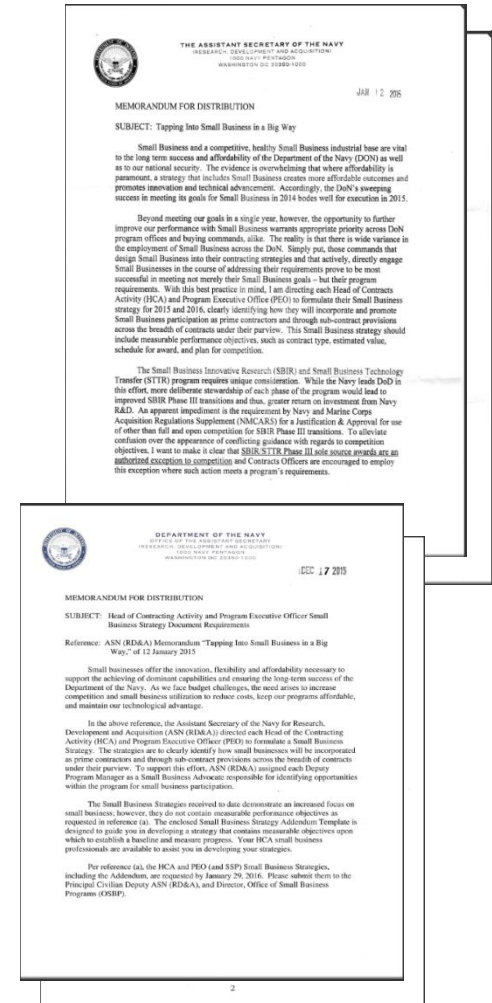 THE ASSISTANT SECRETARY OF THE NAVY
(RESEARCH, DEVELOPMENT AND ACQUISITION)
1000 NAVY PENTAGON
WASHINGTON DC 20350-1000
JAN 12 2015
MEMORANDUM FOR DISTRIBUTION
SUBJECT: Tapping Into Small Business in a Big Way
Small Business and a competitive, healthy Small Business industrial base are vital
to the long term success and affordability of the Department of the Navy (DON) as well
as to our national security. The evidence is overwhelming that where affordability is
paramount, a strategy that includes Small Business creates more affordable outcomes and
promotes innovation and technical advancement. Accordingly, the DoN's sweeping
success in meeting its goals for Small Business in 2014 bodes well for execution in 2015.
Beyond meeting our goals in a single year, however, the opportunity to further
improve our performance with Small Business warrants appropriate priority across DoN
program offices and buying commands, alike. The reality is that there is wide variance in
the employment of Small Business across the DoN. Simply put, those commands that
design Small Business into their contracting strategies and that actively, directly engage
Small Businesses in the course of addressing their requirements prove to be most
successful in meeting not merely their Small Business goals – but their program
requirements. With this best practice in mind, I am directing each Head of Contracts
Activity (HCA) and Program Executive Office (PEO) to formulate their Small Business
strategy for 2015 and 2016, clearly identifying how they will incorporate and promote
Small Business participation as prime contractors and through sub-contract provisions
across the breadth of contracts under their purview. This Small Business strategy should
include measurable performance objectives, such as contract type, estimated value,
schedule for award, and plan for competition.
The Small Business Innovative Research (SBIR) and Small Business Technology
Transfer (STTR) program requires unique consideration. While the Navy leads DoD in
this effort, more deliberate stewardship of each phase of the program would lead to
improved SBIR Phase III transitions and thus, greater return on investment from Navy
R&D. An apparent impediment is the requirement by Navy and Marine Corps
Acquisition Regulations Supplement (NMCARS) for a Justification & Approval for use
of other than full and open competition for SBIR Phase III transitions. To alleviate
confusion over the appearance of conflicting guidance with regards to competition
objectives, I want to make it clear that SBIR/STTR Phase III sole source awards are an
authorized exception to competition and Contracts Officers are encouraged to employ
this exception where such action meets a program's requirements.
DEPARTMENT OF THE NAVY
OFFICE OF THE ASSISTANT SECRETARY
(RESEARCH, DEVELOPMENT AND ACQUISITION)
1000 NAVY PENTAGON
WASHINGTON DC 20350-1000
DEC 17 2015
MEMORANDUM FOR DISTRIBUTION
SUBJECT: Head of Contracting Activity and Program Executive Officer Small
Business Strategy Document Requirements
Reference: ASN (RD&A) Memorandum "Tapping Into Small Business in a Big
Way," of 12 January 2015
Small businesses offer the innovation, flexibility and affordability necessary to
support the achieving of dominant capabilities and ensuring the long-term success of the
Department of the Navy. As we face budget challenges, the need arises to increase
competition and small business utilization to reduce costs, keep our programs affordable,
and maintain our technological advantage.
In the above reference, the Assistant Secretary of the Navy for Research,
Development and Acquisition (ASN (RD&A)) directed each Head of the Contracting
Activity (HCA) and Program Executive Officer (PEO) to formulate a Small Business
Strategy. The strategies are to clearly identify how small businesses will be incorporated
as prime contractors and through sub-contract provisions across the breadth of contracts
under their purview. To support this effort, ASN (RD&A) assigned each Deputy
Program Manager as a Small Business Advocate responsible for identifying opportunities
within the program for small business participation.
The Small Business Strategies received to date demonstrate an increased focus on
small business; however, they do not contain measurable performance objectives as
requested in reference (a). The enclosed Small Business Strategy Addendum Template is
designed to guide you in developing a strategy that contains measurable objectives upon
which to establish a baseline and measure progress. Your HCA small business
professionals are available to assist you in developing your strategies.
Per reference (a), the HCA and PEO (and SSP) Small Business Strategies,
including the Addendum, are requested by January 29, 2016. Please submit them to the
Principal Civilian Deputy ASN (RD&A), and Director, Office of Small Business
Programs (OSBP).
2